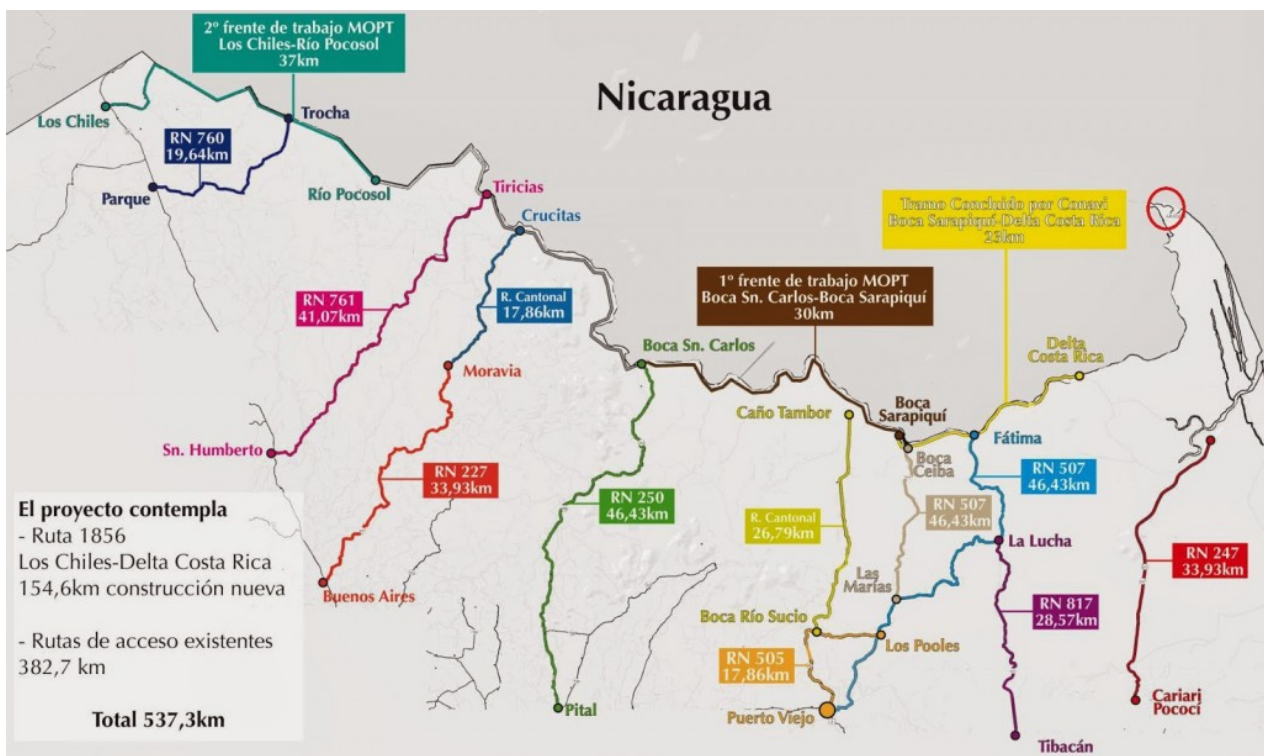 2º frente de trabajo MOPT
Los Chiles-Río Pocosol
37km
Nicaragua
Los Chiles
Trocha
RN 760
19,64km
Parque
Río Pocosol
Tiricias
Crucitas
Tramo Concluido por Conavi
Boca Sarapiquí-Delta Costa Rica
23km
1º frente de trabajo MOPT
Boca Sn. Carlos-Boca Sarapiquí
30km
RN 761
41,07km
R. Cantonal
17,86km
Boca Sn. Carlos
Delta
Costa Rica
Moravia
Caño Tambor
Boca
Sarapiquí
Fátima
Sn. Humberto
Boca
Ceiba
RN 227
33,93km
RN 507
46,43km
RN 250
46,43km
R. Cantonal
26,79km
RN 507
46,43km
La Lucha
RN 247
33,93km
El proyecto contempla
- Ruta 1856
Los Chiles-Delta Costa Rica
154,6km construcción nueva
- Rutas de acceso existentes
382,7 km
Total 537,3km
Buenos Aires
Las
Marías
RN 817
28,57km
Boca Río Sucio
Los Pooles
RN 505
17,86km
Pital
Puerto Viejo
Tibacán
Cariari
Pococí